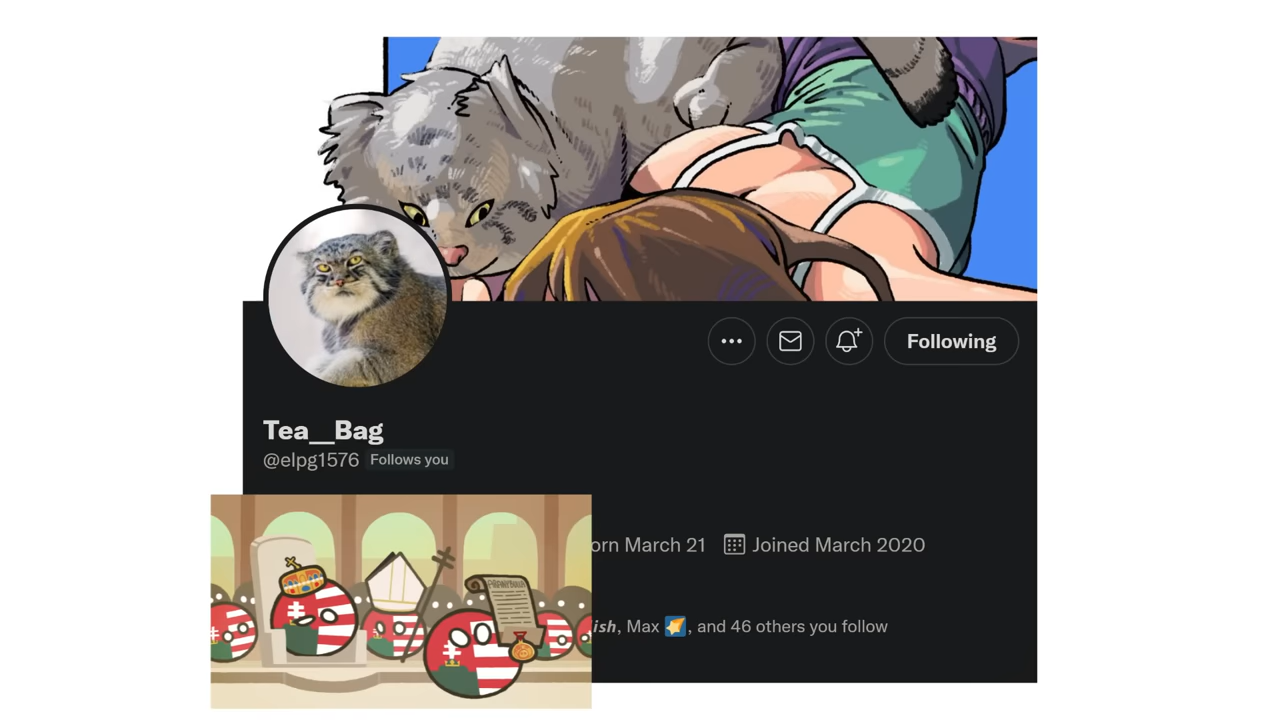 Following
Tea__Bag
@elpg1576 Follows you
orn March 21 Joined March 2020
ish, Max , and 46 others you follow